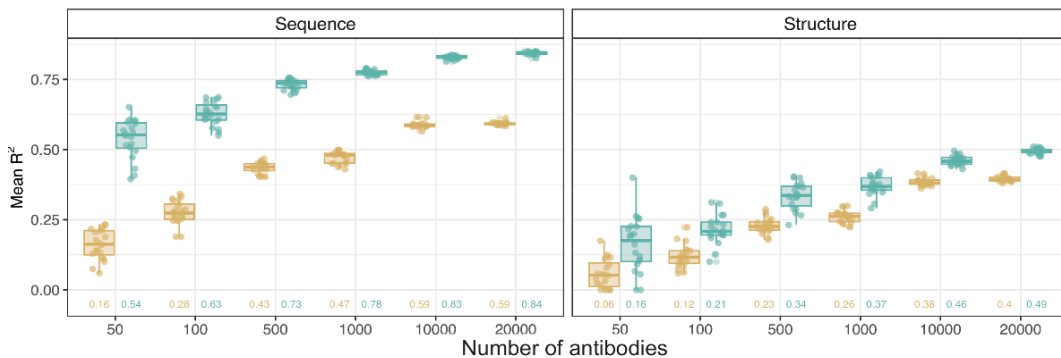 Sequence Structure
Mean R²
0.75
0.50
0.25
0.00
0.16 0.54 0.28 0.63 0.43 0.73 0.47 0.78 0.59 0.83 0.59 0.84 0.06 0.16 0.12 0.21 0.23 0.34 0.26 0.37 0.38 0.46 0.4 0.49
50 100 500 1000 10000 20000 50 100 500 1000 10000 20000
Number of antibodies